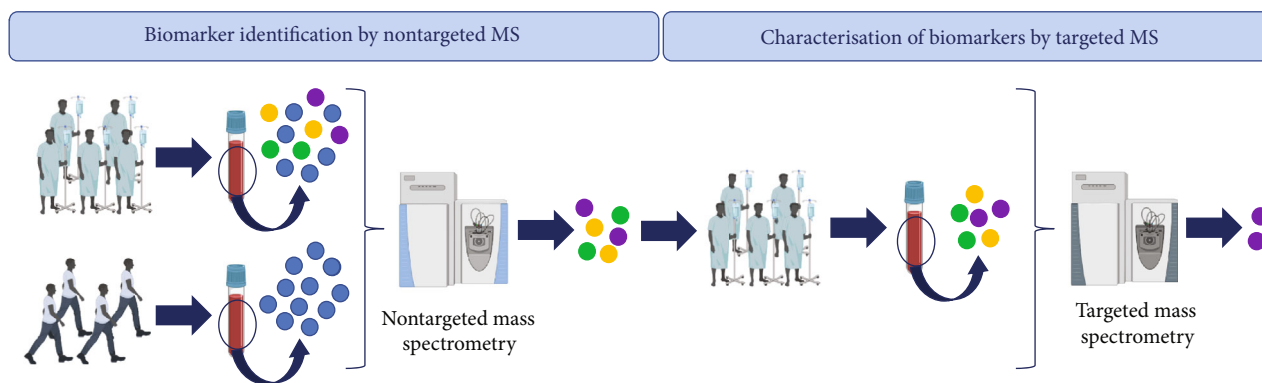 Biomarker identification by nontargeted MS
Characterisation of biomarkers by targeted MS
Nontargeted mass
spectrometry
Targeted mass
spectrometry